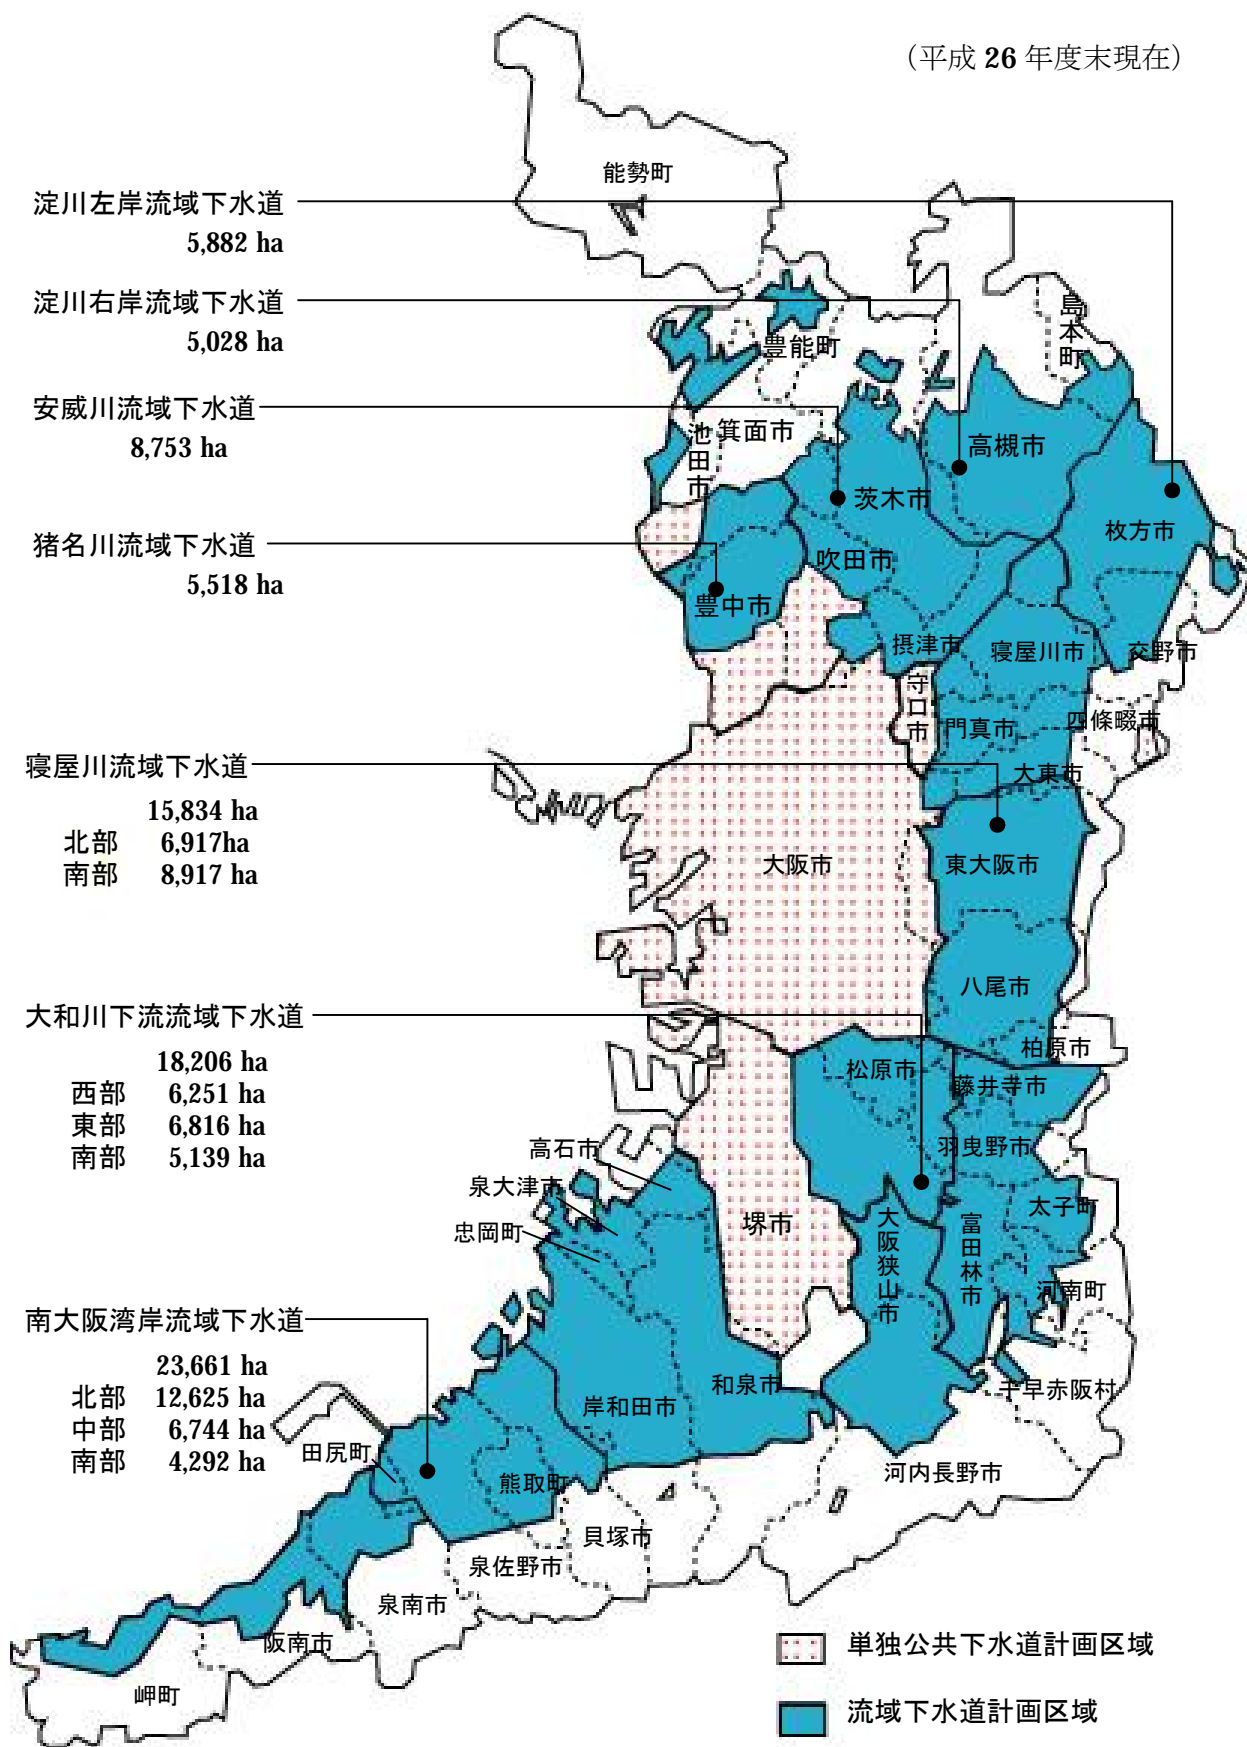 （平成 26 年度末現在）
能勢町
淀川左岸流域下水道
5,882 ha
淀川右岸流域下水道
5,028 ha
島本町
豊能町
安威川流域下水道
8,753 ha
池田市
箕面市
高槻市
茨木市
枚方市
猪名川流域下水道
5,518 ha
吹田市
豊中市
摂津市
寝屋川市
交野市
守口市
門真市
四條畷市
大東市
寝屋川流域下水道
15,834 ha
北部 6,917ha
南部 8,917 ha
大阪市
東大阪市
八尾市
柏原市
大和川下流流域下水道
18,206 ha
西部 6,251 ha
東部 6,816 ha
南部 5,139 ha
松原市
藤井寺市
羽曳野市
高石市
泉大津市
忠岡町
堺市
大阪狭山市
富田林市
太子町
河南町
南大阪湾岸流域下水道
23,661 ha
北部 12,625 ha
中部 6,744 ha
南部 4,292 ha
和泉市
岸和田市
千早赤阪村
田尻町
熊取町
河内長野市
貝塚市
泉佐野市
泉南市
阪南市
岬町
単独公共下水道計画区域
流域下水道計画区域